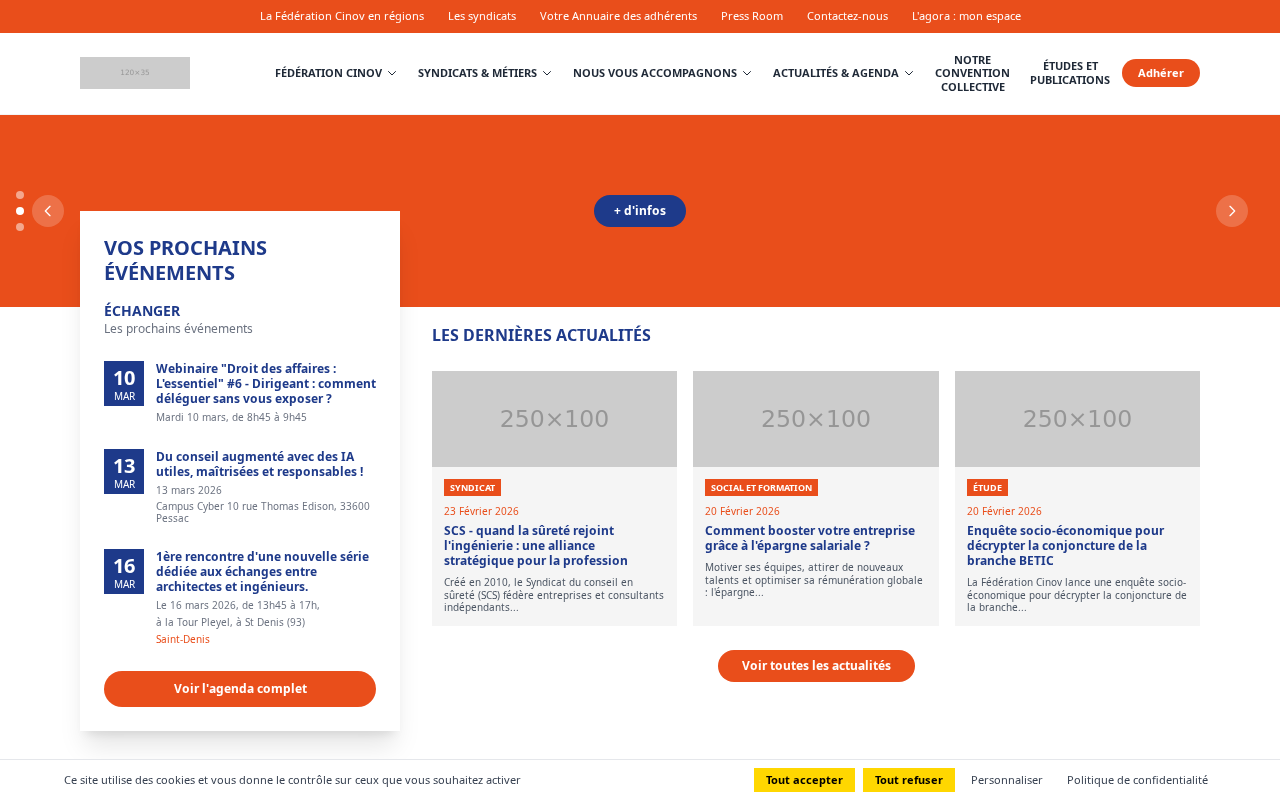 La Fédération Cinov en régions
Les syndicats
Votre Annuaire des adhérents
Press Room
Contactez-nous
L'agora : mon espace
120×35
FÉDÉRATION CINOV
SYNDICATS & MÉTIERS
NOUS VOUS ACCOMPAGNONS
ACTUALITÉS & AGENDA
NOTRE
CONVENTION
COLLECTIVE
ÉTUDES ET
PUBLICATIONS
Adhérer
+ d'infos
VOS PROCHAINS
ÉVÉNEMENTS
ÉCHANGER
Les prochains événements
10
MAR
Webinaire "Droit des affaires :
L'essentiel" #6 - Dirigeant : comment
déléguer sans vous exposer ?
Mardi 10 mars, de 8h45 à 9h45
13
MAR
Du conseil augmenté avec des IA
utiles, maîtrisées et responsables !
13 mars 2026
Campus Cyber 10 rue Thomas Edison, 33600
Pessac
16
MAR
1ère rencontre d'une nouvelle série
dédiée aux échanges entre
architectes et ingénieurs.
Le 16 mars 2026, de 13h45 à 17h,
à la Tour Pleyel, à St Denis (93)
Saint-Denis
Voir l'agenda complet
LES DERNIÈRES ACTUALITÉS
250×100
SYNDICAT
23 Février 2026
SCS - quand la sûreté rejoint
l'ingénierie : une alliance
stratégique pour la profession
Créé en 2010, le Syndicat du conseil en
sûreté (SCS) fédère entreprises et consultants
indépendants...
250×100
SOCIAL ET FORMATION
20 Février 2026
Comment booster votre entreprise
grâce à l'épargne salariale ?
Motiver ses équipes, attirer de nouveaux
talents et optimiser sa rémunération globale
: l'épargne...
250×100
ÉTUDE
20 Février 2026
Enquête socio-économique pour
décrypter la conjoncture de la
branche BETIC
La Fédération Cinov lance une enquête socio-
économique pour décrypter la conjoncture de
la branche...
Voir toutes les actualités
Ce site utilise des cookies et vous donne le contrôle sur ceux que vous souhaitez activer
Tout accepter
Tout refuser
Personnaliser
Politique de confidentialité